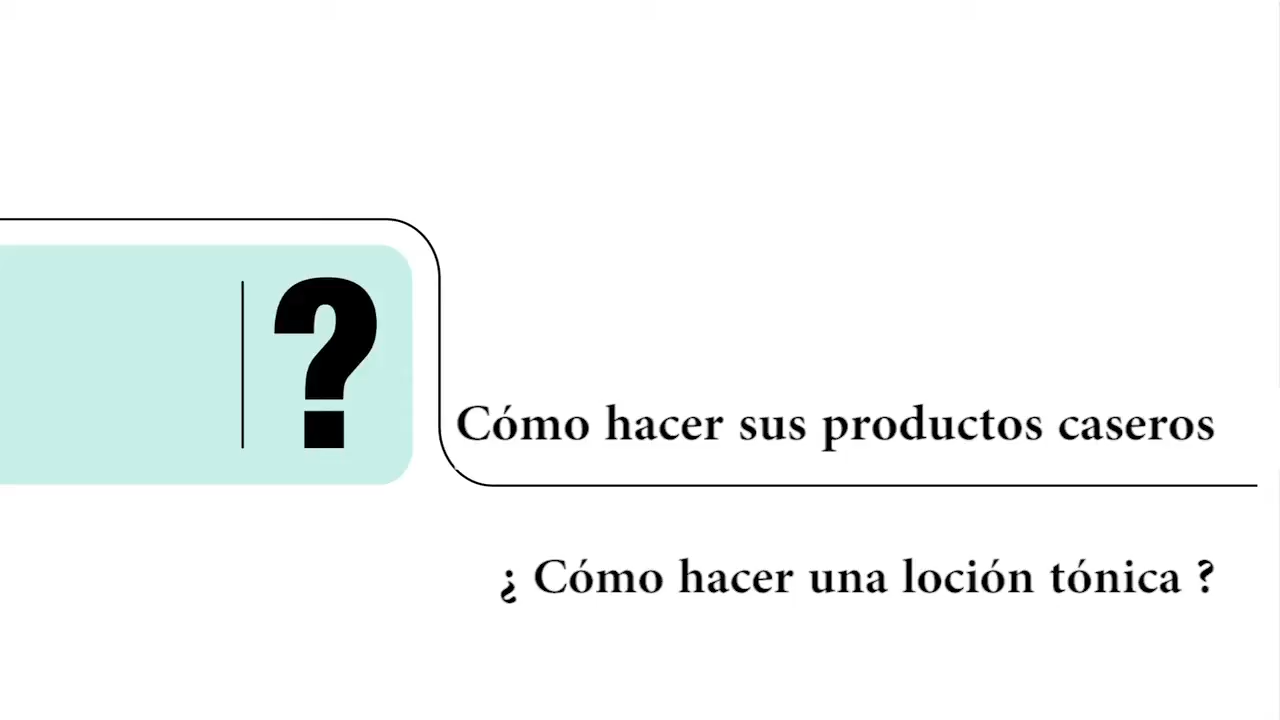 ?
Cómo hacer sus productos caseros
¿ Cómo hacer una loción tónica ?